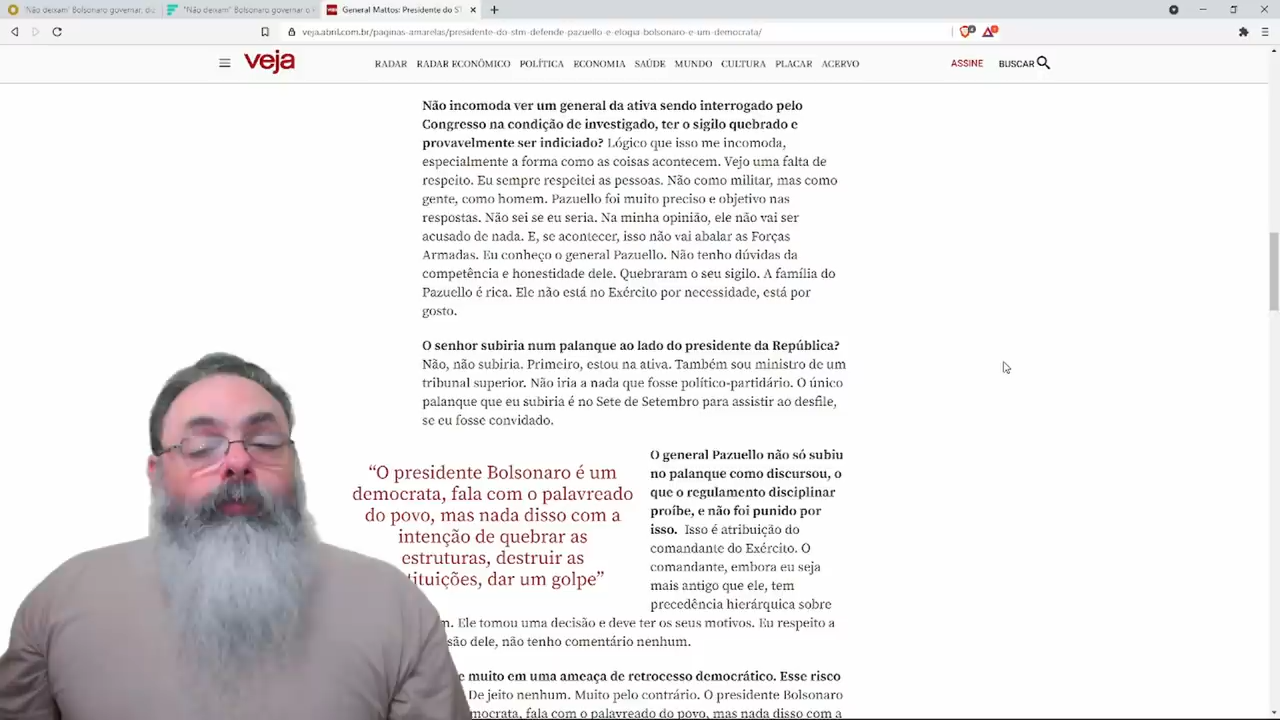 "Não deixam" Bolsonaro governar: di
"Não deixam" Bolsonaro governar o
General Mattos: Presidente do ST
veja.abril.com.br/paginas-amarelas/presidente-do-stm-defende-pazuello-e-elogia-bolsonaro-e-um-democrata/
veja
RADAR RADAR ECONÔMICO POLÍTICA ECONOMIA SAÚDE MUNDO CULTURA PLACAR ACERVO
ASSINE BUSCAR
Não incomoda ver um general da ativa sendo interrogado pelo
Congresso na condição de investigado, ter o sigilo quebrado e
provavelmente ser indiciado? Lógico que isso me incomoda,
especialmente a forma como as coisas acontecem. Vejo uma falta de
respeito. Eu sempre respeitei as pessoas. Não como militar, mas como
gente, como homem. Pazuello foi muito preciso e objetivo nas
respostas. Não sei se eu seria. Na minha opinião, ele não vai ser
acusado de nada. E, se acontecer, isso não vai abalar as Forças
Armadas. Eu conheço o general Pazuello. Não tenho dúvidas da
competência e honestidade dele. Quebraram o seu sigilo. A família do
Pazuello é rica. Ele não está no Exército por necessidade, está por
gosto.
O senhor subiria num palanque ao lado do presidente da República?
Não, não subiria. Primeiro, estou na ativa. Também sou ministro de um
tribunal superior. Não iria a nada que fosse político-partidário. O único
palanque que eu subiria é no Sete de Setembro para assistir ao desfile,
se eu fosse convidado.
"O presidente Bolsonaro é um
democrata, fala com o palavreado
do povo, mas nada disso com a
intenção de quebrar as
estruturas, destruir as
tituições, dar um golpe"
O general Pazuello não só subiu
no palanque como discursou, o
que o regulamento disciplinar
proíbe, e não foi punido por
isso. Isso é atribuição do
comandante do Exército. O
comandante, embora eu seja
mais antigo que ele, tem
precedência hierárquica sobre
m. Ele tomou uma decisão e deve ter os seus motivos. Eu respeito a
são dele, não tenho comentário nenhum.
e muito em uma ameaça de retrocesso democrático. Esse risco
De jeito nenhum. Muito pelo contrário. O presidente Bolsonaro
mocrata, fala com o palavreado do povo, mas nada disso com a